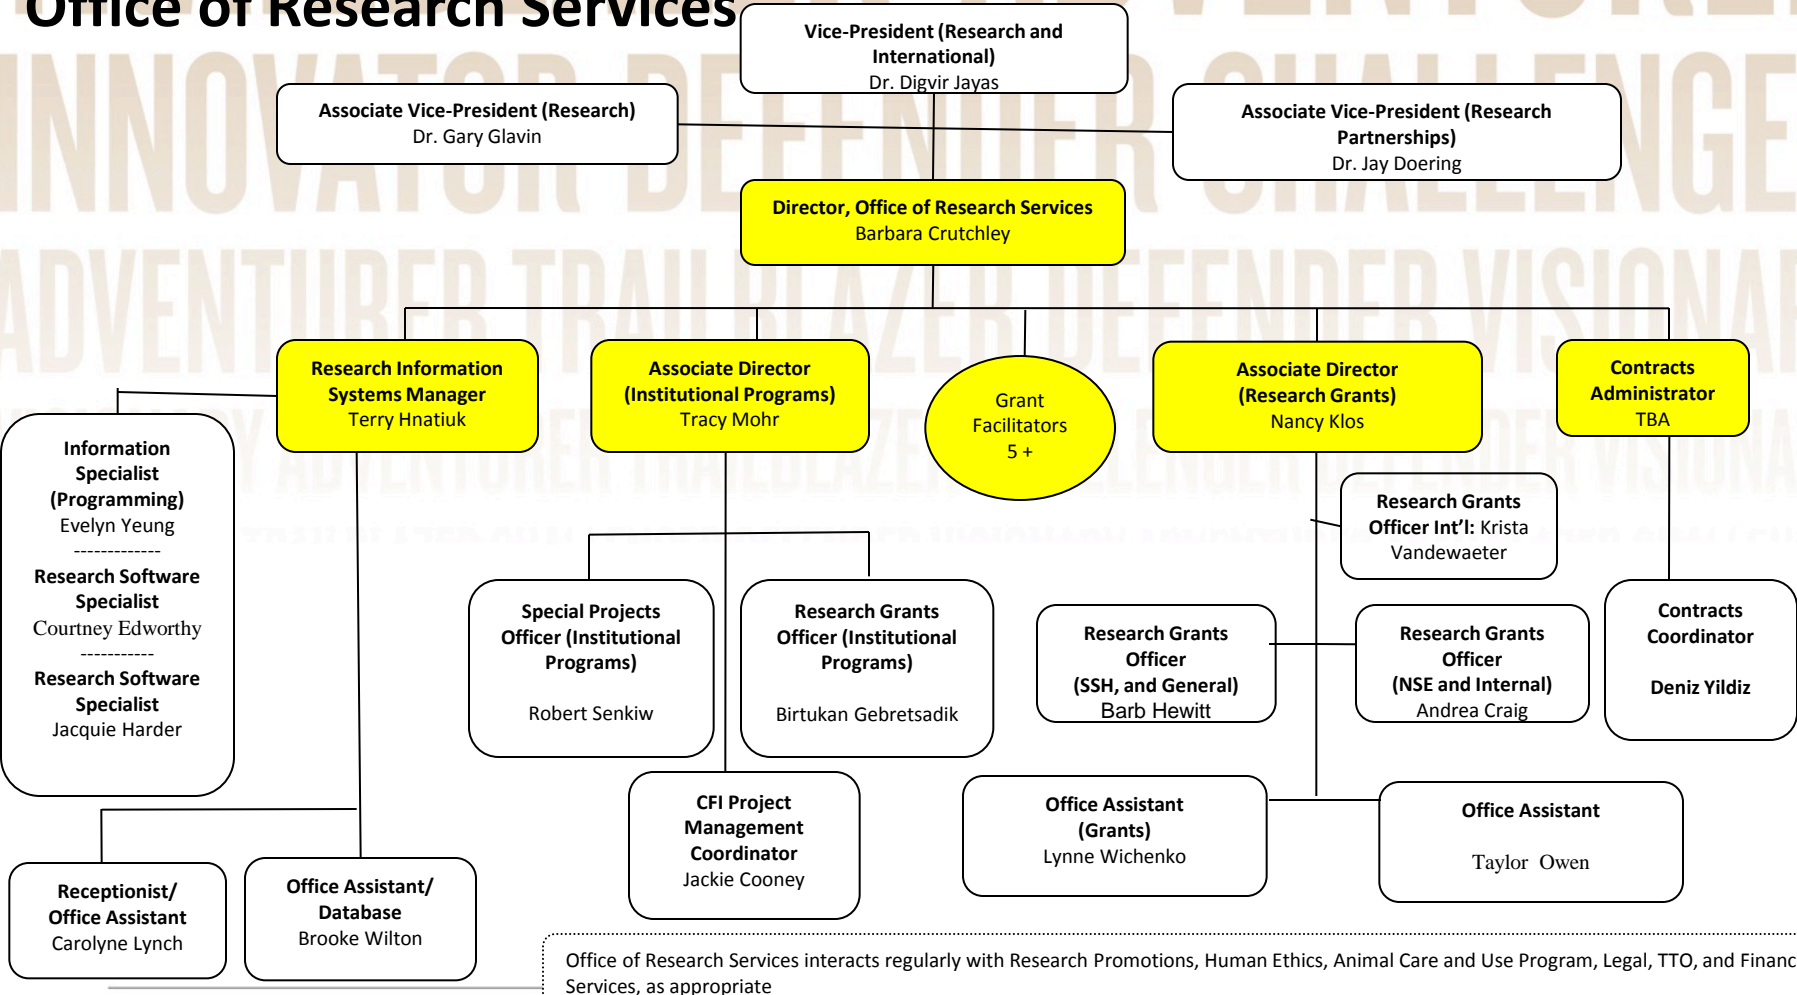 Office of Research Services
Vice-President (Research and
International)
Dr. Digvir Jayas
Associate Vice-President (Research)
Dr. Gary Glavin
Associate Vice-President (Research
Partnerships)
Dr. Jay Doering
Director, Office of Research Services
Barbara Crutchley
Research Information
Systems Manager
Terry Hnatiuk
Associate Director
(Institutional Programs)
Tracy Mohr
Grant
Facilitators
5 +
Associate Director
(Research Grants)
Nancy Klos
Contracts
Administrator
TBA
Information
Specialist
(Programming)
Evelyn Yeung
-------------
Research Software
Specialist
Courtney Edworthy
-----------
Research Software
Specialist
Jacquie Harder
Research Grants
Officer Int’l: Krista
Vandewaeter
Special Projects
Officer (Institutional
Programs)
Robert Senkiw
Research Grants
Officer (Institutional
Programs)
Birtukan Gebretsadik
Research Grants
Officer
(SSH, and General)
Barb Hewitt
Research Grants
Officer
(NSE and Internal)
Andrea Craig
Contracts
Coordinator
Deniz Yildiz
CFI Project
Management
Coordinator
Jackie Cooney
Office Assistant
(Grants)
Lynne Wichenko
Office Assistant
Taylor Owen
Receptionist/
Office Assistant
Carolyne Lynch
Office Assistant/
Database
Brooke Wilton
Office of Research Services interacts regularly with Research Promotions, Human Ethics, Animal Care and Use Program, Legal, TTO, and Financ
Services, as appropriate
INNOVATOR DEFENDER CHALLENGE
ADVENTURER TRAILBLAZER DEFENDER VISIONAR